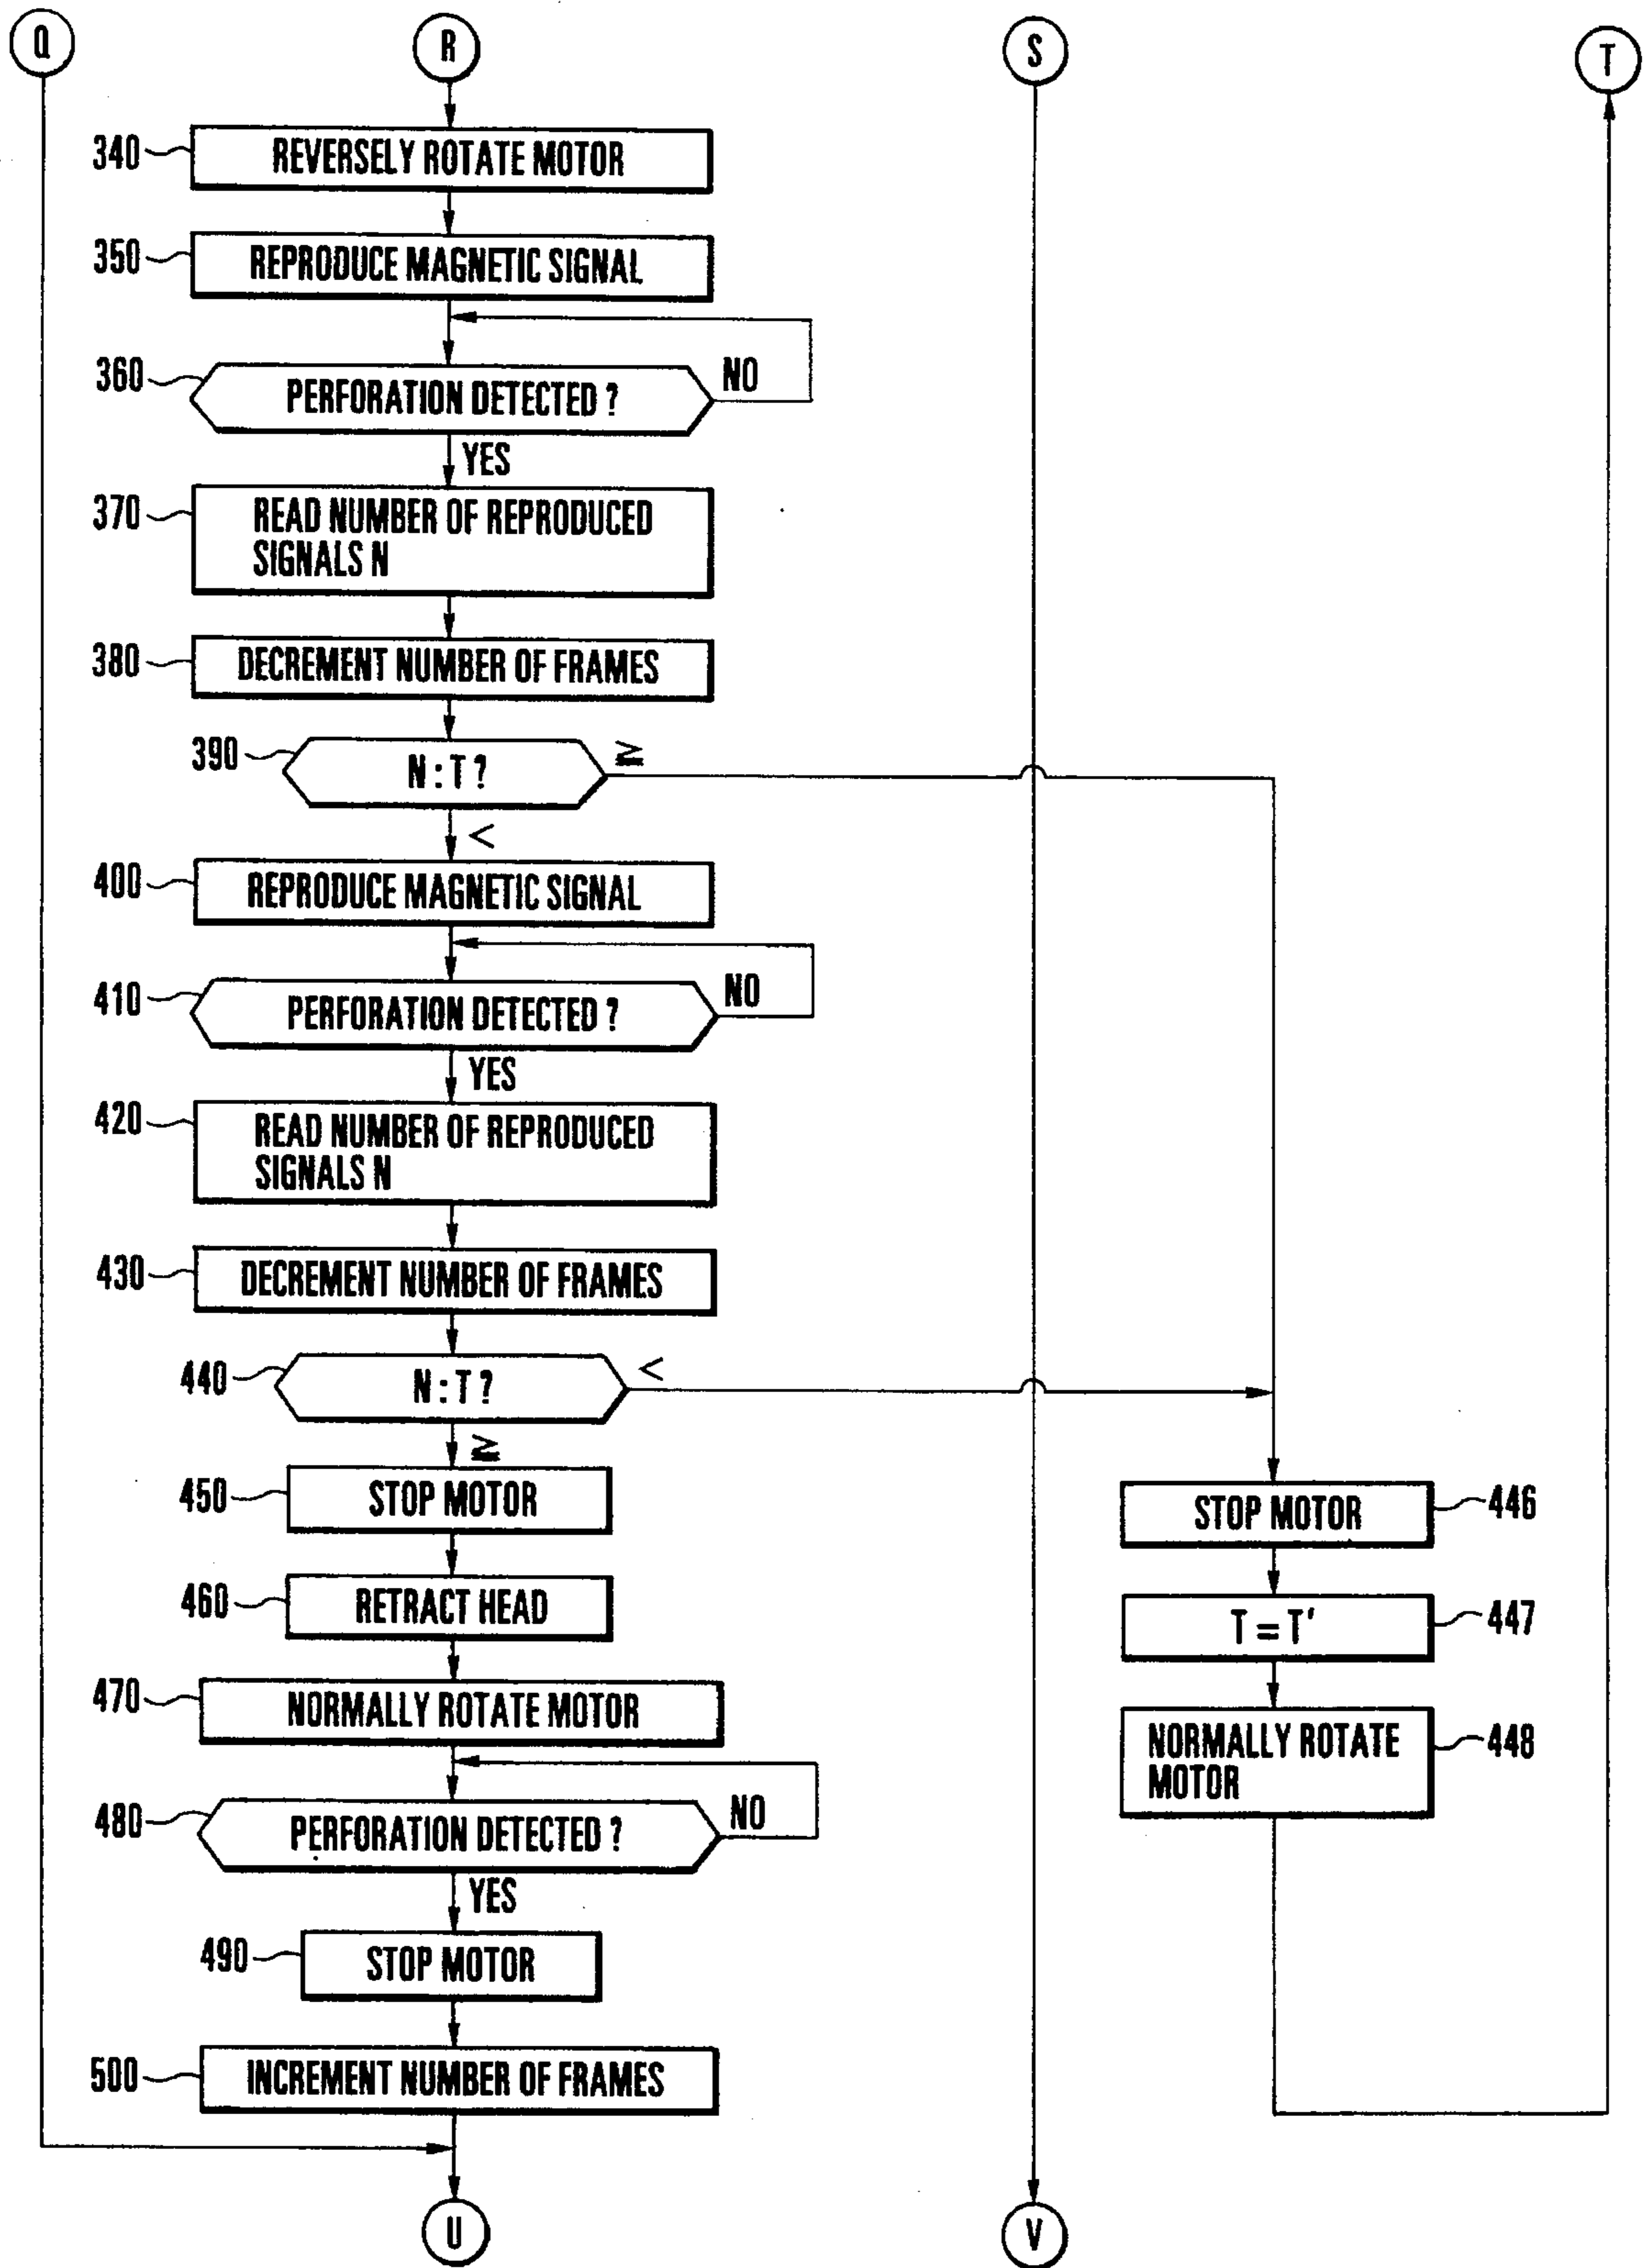 Q
R
S
T
340
REVERSELY ROTATE MOTOR
350
REPRODUCE MAGNETIC SIGNAL
360
PERFORATION DETECTED ?
NO
YES
370
READ NUMBER OF REPRODUCED
SIGNALS N
380
DECREMENT NUMBER OF FRAMES
390
N : T ?
≧
<
400
REPRODUCE MAGNETIC SIGNAL
410
PERFORATION DETECTED ?
NO
YES
420
READ NUMBER OF REPRODUCED
SIGNALS N
430
DECREMENT NUMBER OF FRAMES
440
N : T ?
<
≧
450
STOP MOTOR
446
STOP MOTOR
460
RETRACT HEAD
447
T = T'
470
NORMALLY ROTATE MOTOR
448
NORMALLY ROTATE
MOTOR
480
PERFORATION DETECTED ?
NO
YES
490
STOP MOTOR
500
INCREMENT NUMBER OF FRAMES
U
V